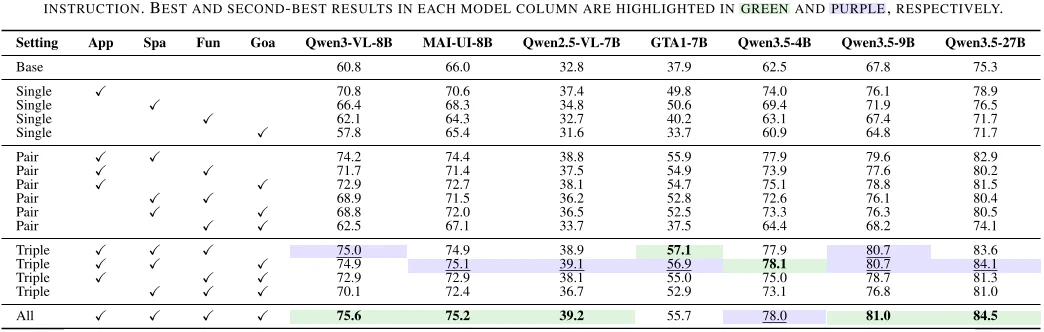 INSTRUCTION. BEST AND SECOND-BEST RESULTS IN EACH MODEL COLUMN ARE HIGHLIGHTED IN GREEN AND PURPLE, RESPECTIVELY.
Setting App Spa Fun Goa Qwen3-VL-8B MAI-UI-8B Qwen2.5-VL-7B GTA1-7B Qwen3.5-4B Qwen3.5-9B Qwen3.5-27B
Base 60.8 66.0 32.8 37.9 62.5 67.8 75.3
Single ✓ 70.8 70.6 37.4 49.8 74.0 76.1 78.9
Single ✓ 66.4 68.3 34.8 50.6 69.4 71.9 76.5
Single ✓ 62.1 64.3 32.7 40.2 63.1 67.4 71.7
Single ✓ 57.8 65.4 31.6 33.7 60.9 64.8 71.7
Pair ✓ ✓ 74.2 74.4 38.8 55.9 77.9 79.6 82.9
Pair ✓ ✓ 71.7 71.4 37.5 54.9 73.9 77.6 80.2
Pair ✓ ✓ 72.9 72.7 38.1 54.7 75.1 78.8 81.5
Pair ✓ ✓ 68.9 71.5 36.2 52.8 72.6 76.1 80.4
Pair ✓ ✓ 68.8 72.0 36.5 52.5 73.3 76.3 80.5
Pair ✓ ✓ 62.5 67.1 33.7 37.5 64.4 68.2 74.1
Triple ✓ ✓ ✓ 75.0 74.9 38.9 57.1 77.9 80.7 83.6
Triple ✓ ✓ ✓ 74.9 75.1 39.1 56.9 78.1 80.7 84.1
Triple ✓ ✓ ✓ 72.9 72.9 38.1 55.0 75.0 78.7 81.3
Triple ✓ ✓ ✓ 70.1 72.4 36.7 52.9 73.1 76.8 81.0
All ✓ ✓ ✓ ✓ 75.6 75.2 39.2 55.7 78.0 81.0 84.5